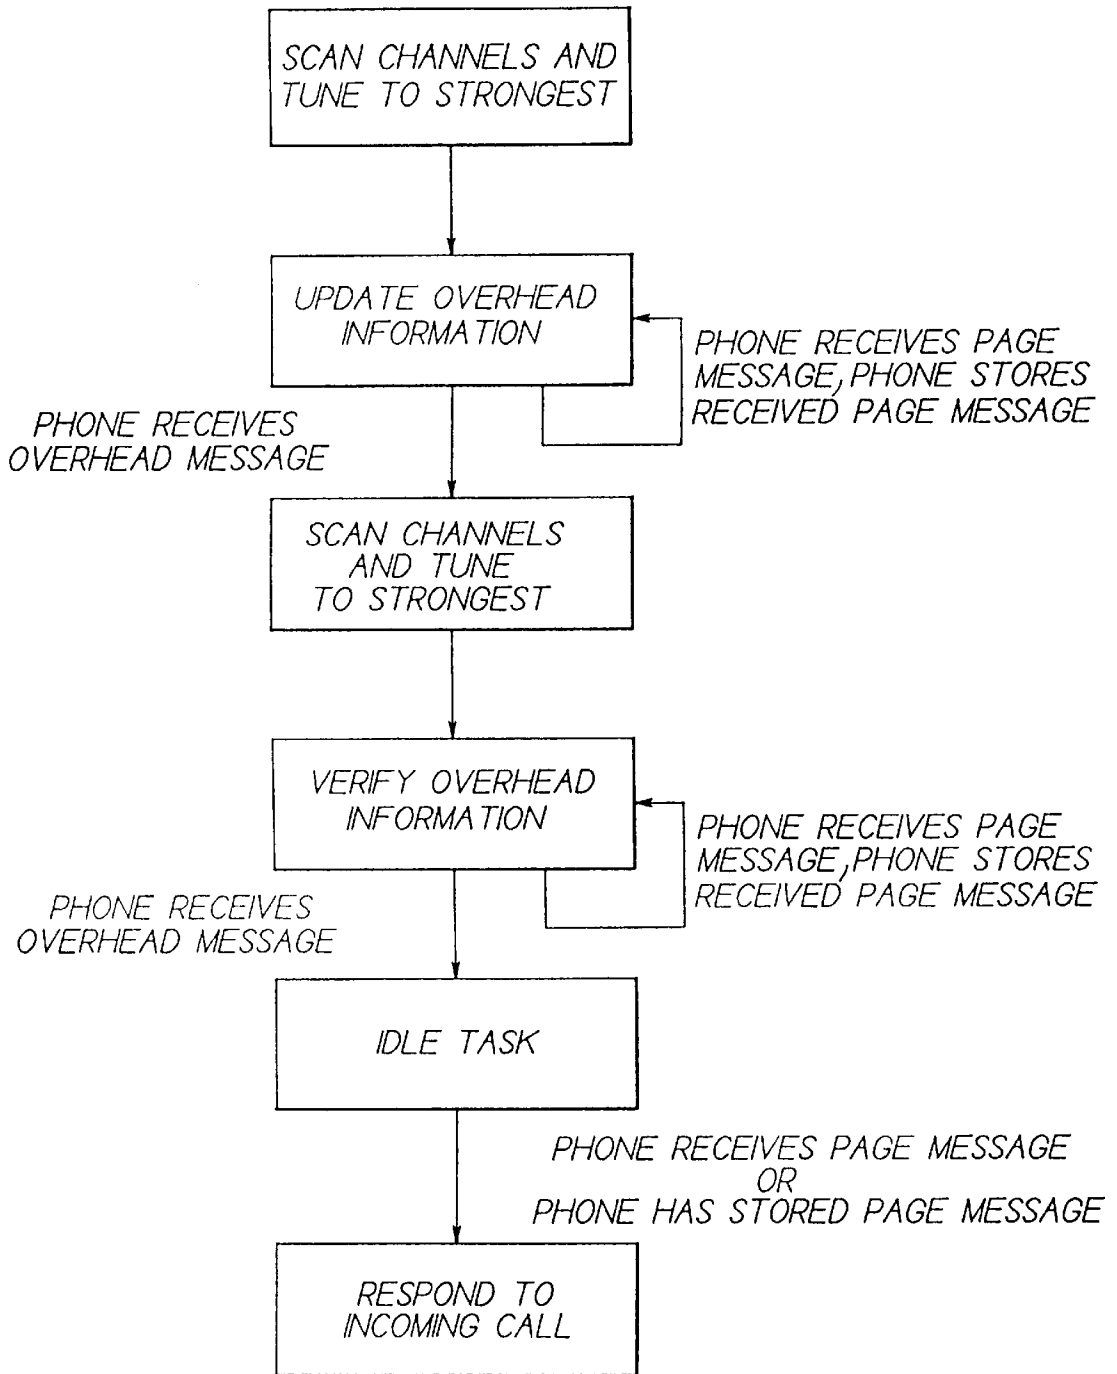 SCAN CHANNELS AND
TUNE TO STRONGEST
UPDATE OVERHEAD
INFORMATION
PHONE RECEIVES PAGE
MESSAGE, PHONE STORES
RECEIVED PAGE MESSAGE
PHONE RECEIVES
OVERHEAD MESSAGE
SCAN CHANNELS
AND TUNE
TO STRONGEST
VERIFY OVERHEAD
INFORMATION
PHONE RECEIVES PAGE
MESSAGE, PHONE STORES
RECEIVED PAGE MESSAGE
PHONE RECEIVES
OVERHEAD MESSAGE
IDLE TASK
PHONE RECEIVES PAGE MESSAGE
OR
PHONE HAS STORED PAGE MESSAGE
RESPOND TO
INCOMING CALL